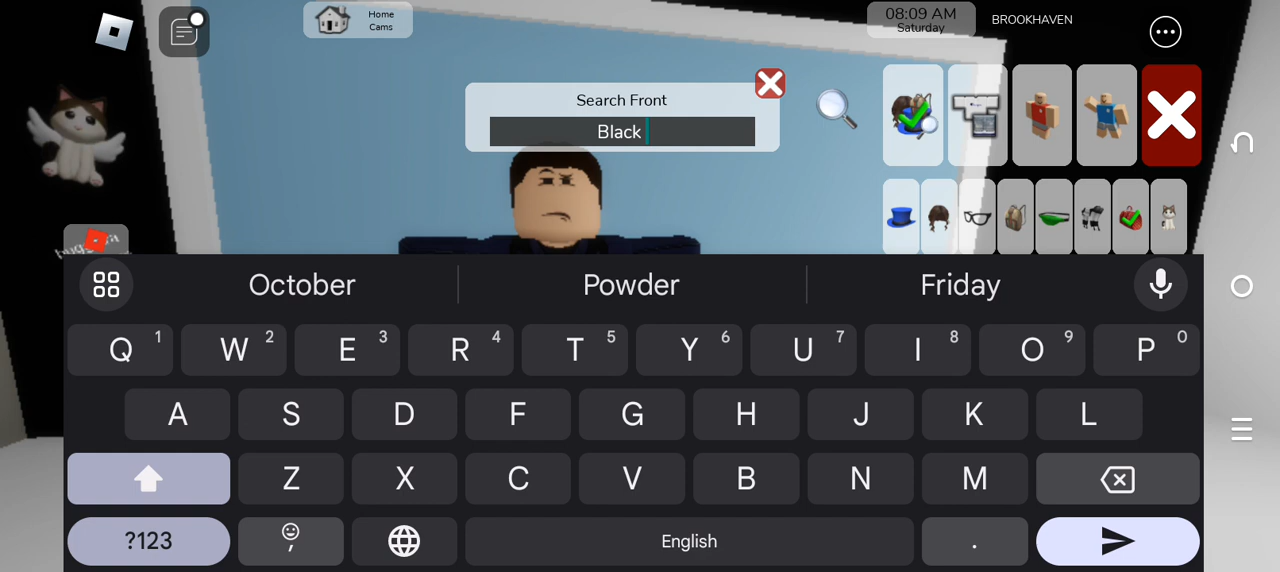 Home
Cams
08:09 AM
Saturday
BROOKHAVEN
Search Front
Black
October
Powder
Friday
Q 1 W 2 E 3 R 4 T 5 Y 6 U 7 I 8 O 9 P 0
A S D F G H J K L
Z X C V B N M
?123 , English .